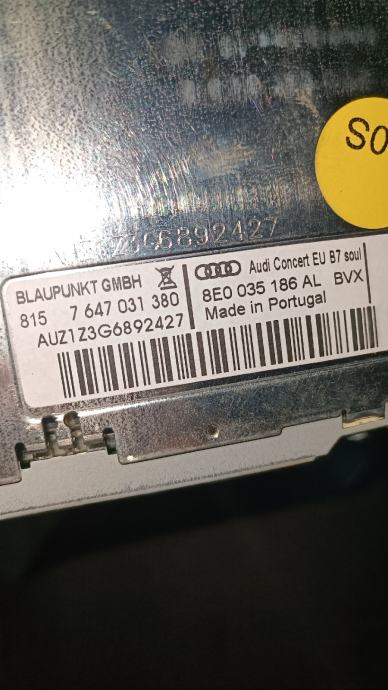 SO
Z3G6892427
BLAUPUNKT GMBH
815 7 647 031 380
AUZ1Z3G6892427
Audi Concert EU B7 soul
8E0 035 186 AL BVX
Made in Portugal